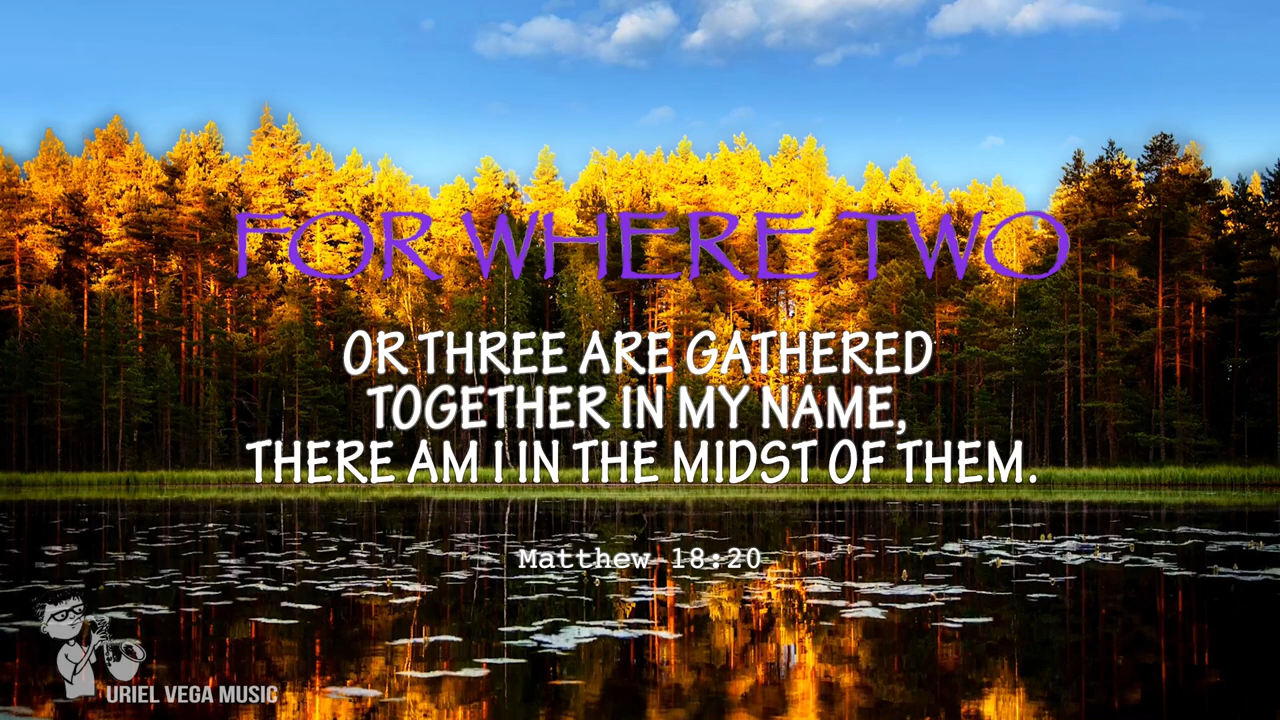 FOR WHERE TWO
OR THREE ARE GATHERED
TOGETHER IN MY NAME,
THERE AM I IN THE MIDST OF THEM.
Matthew 18:20
URIEL VEGA MUSIC